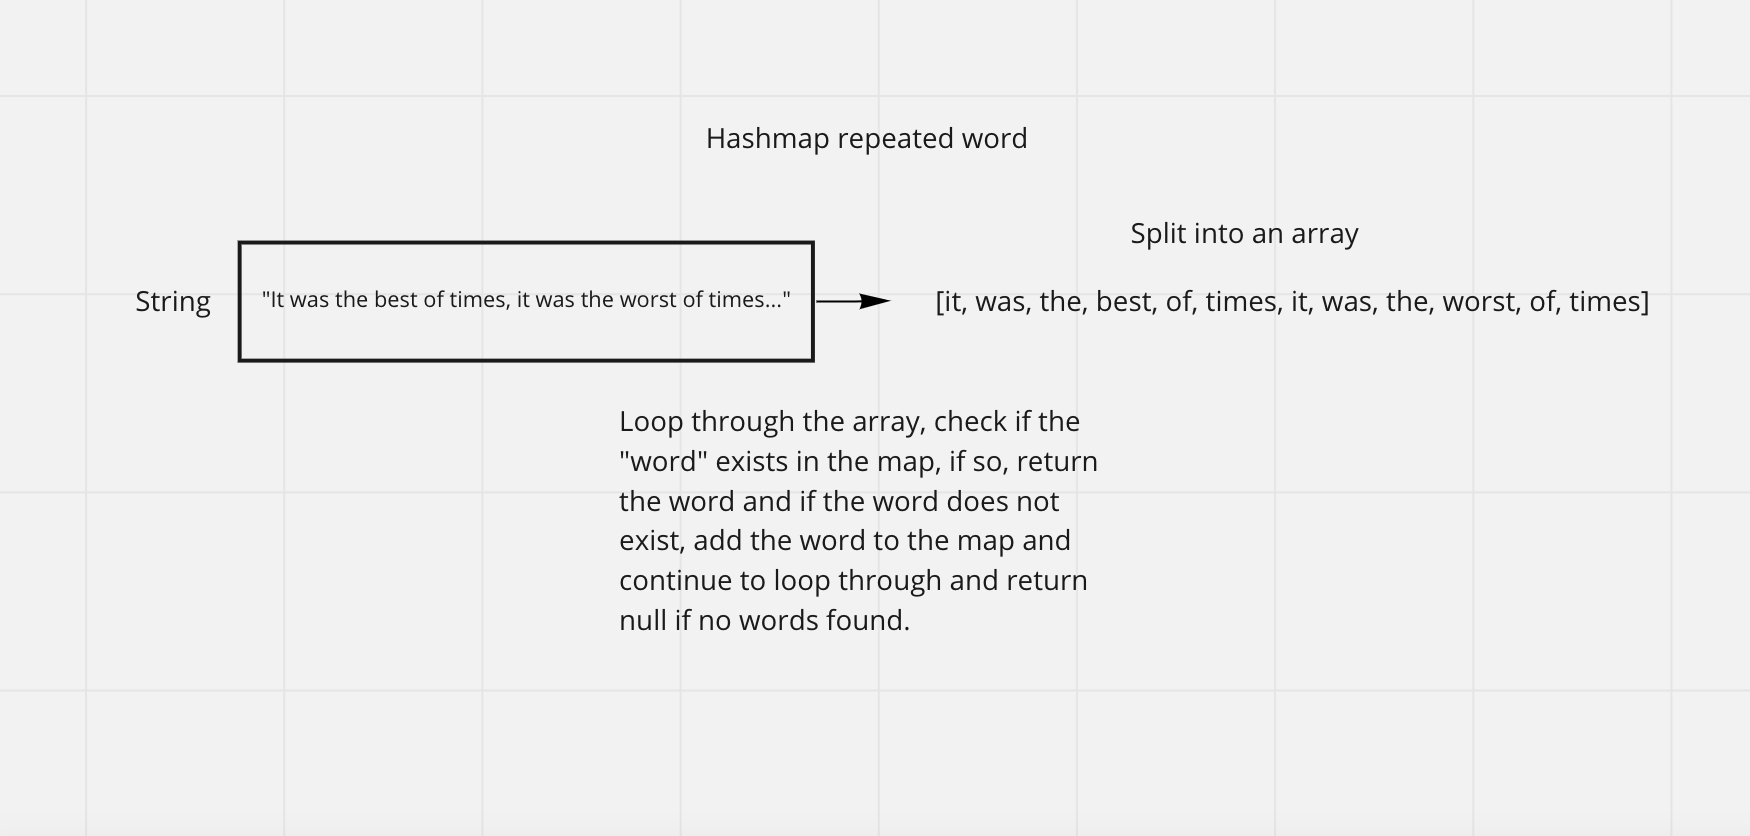 Hashmap repeated word
Split into an array
String
"It was the best of times, it was the worst of times..."
[it, was, the, best, of, times, it, was, the, worst, of, times]
Loop through the array, check if the
"word" exists in the map, if so, return
the word and if the word does not
exist, add the word to the map and
continue to loop through and return
null if no words found.